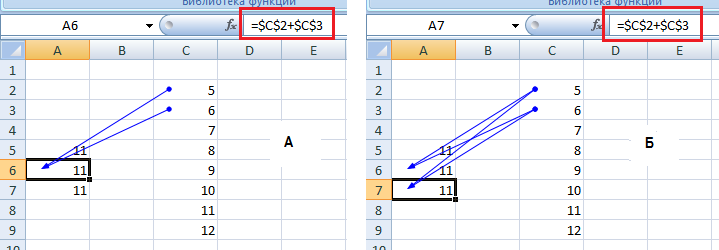 Библиотека функций Библиотека функций
A6 fx =$C$2+$C$3 A7 fx =$C$2+$C$3
A B C D E A B C D E
1 1
2 5 2 5
3 6 3 6
4 7 4 7
5 11 8 А 5 11 8 Б
6 11 9 6 11 9
7 11 10 7 11 10
8 11 8 11
9 12 9 12
10 10